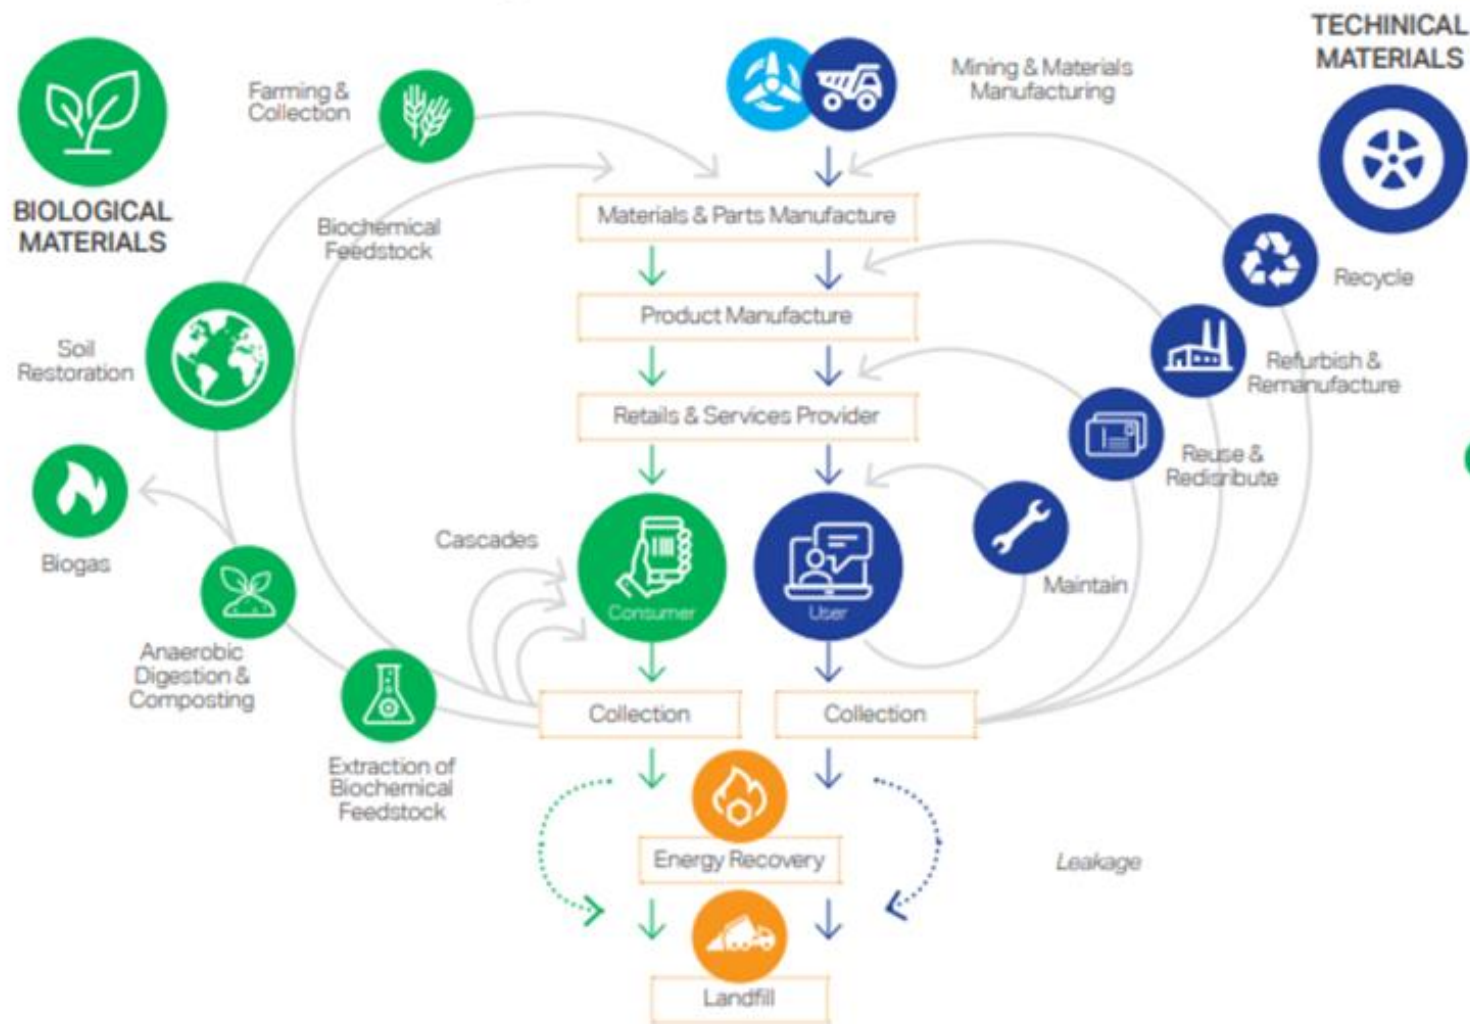 TECHINICAL
MATERIALS
Farming &
Collection
Mining & Materials
Manufacturing
BIOLOGICAL
MATERIALS
Biochemical
Feedstock
Materials & Parts Manufacture
Recycle
Product Manufacture
Soil
Restoration
Refurbish &
Remanufacture
Retails & Services Provider
Reuse &
Redisribute
Cascades
Biogas
Maintain
Consumer
User
Anaerobic
Digestion &
Composting
Collection
Collection
Extraction of
Biochemical
Feedstock
Energy Recovery
Leakage
Landfill